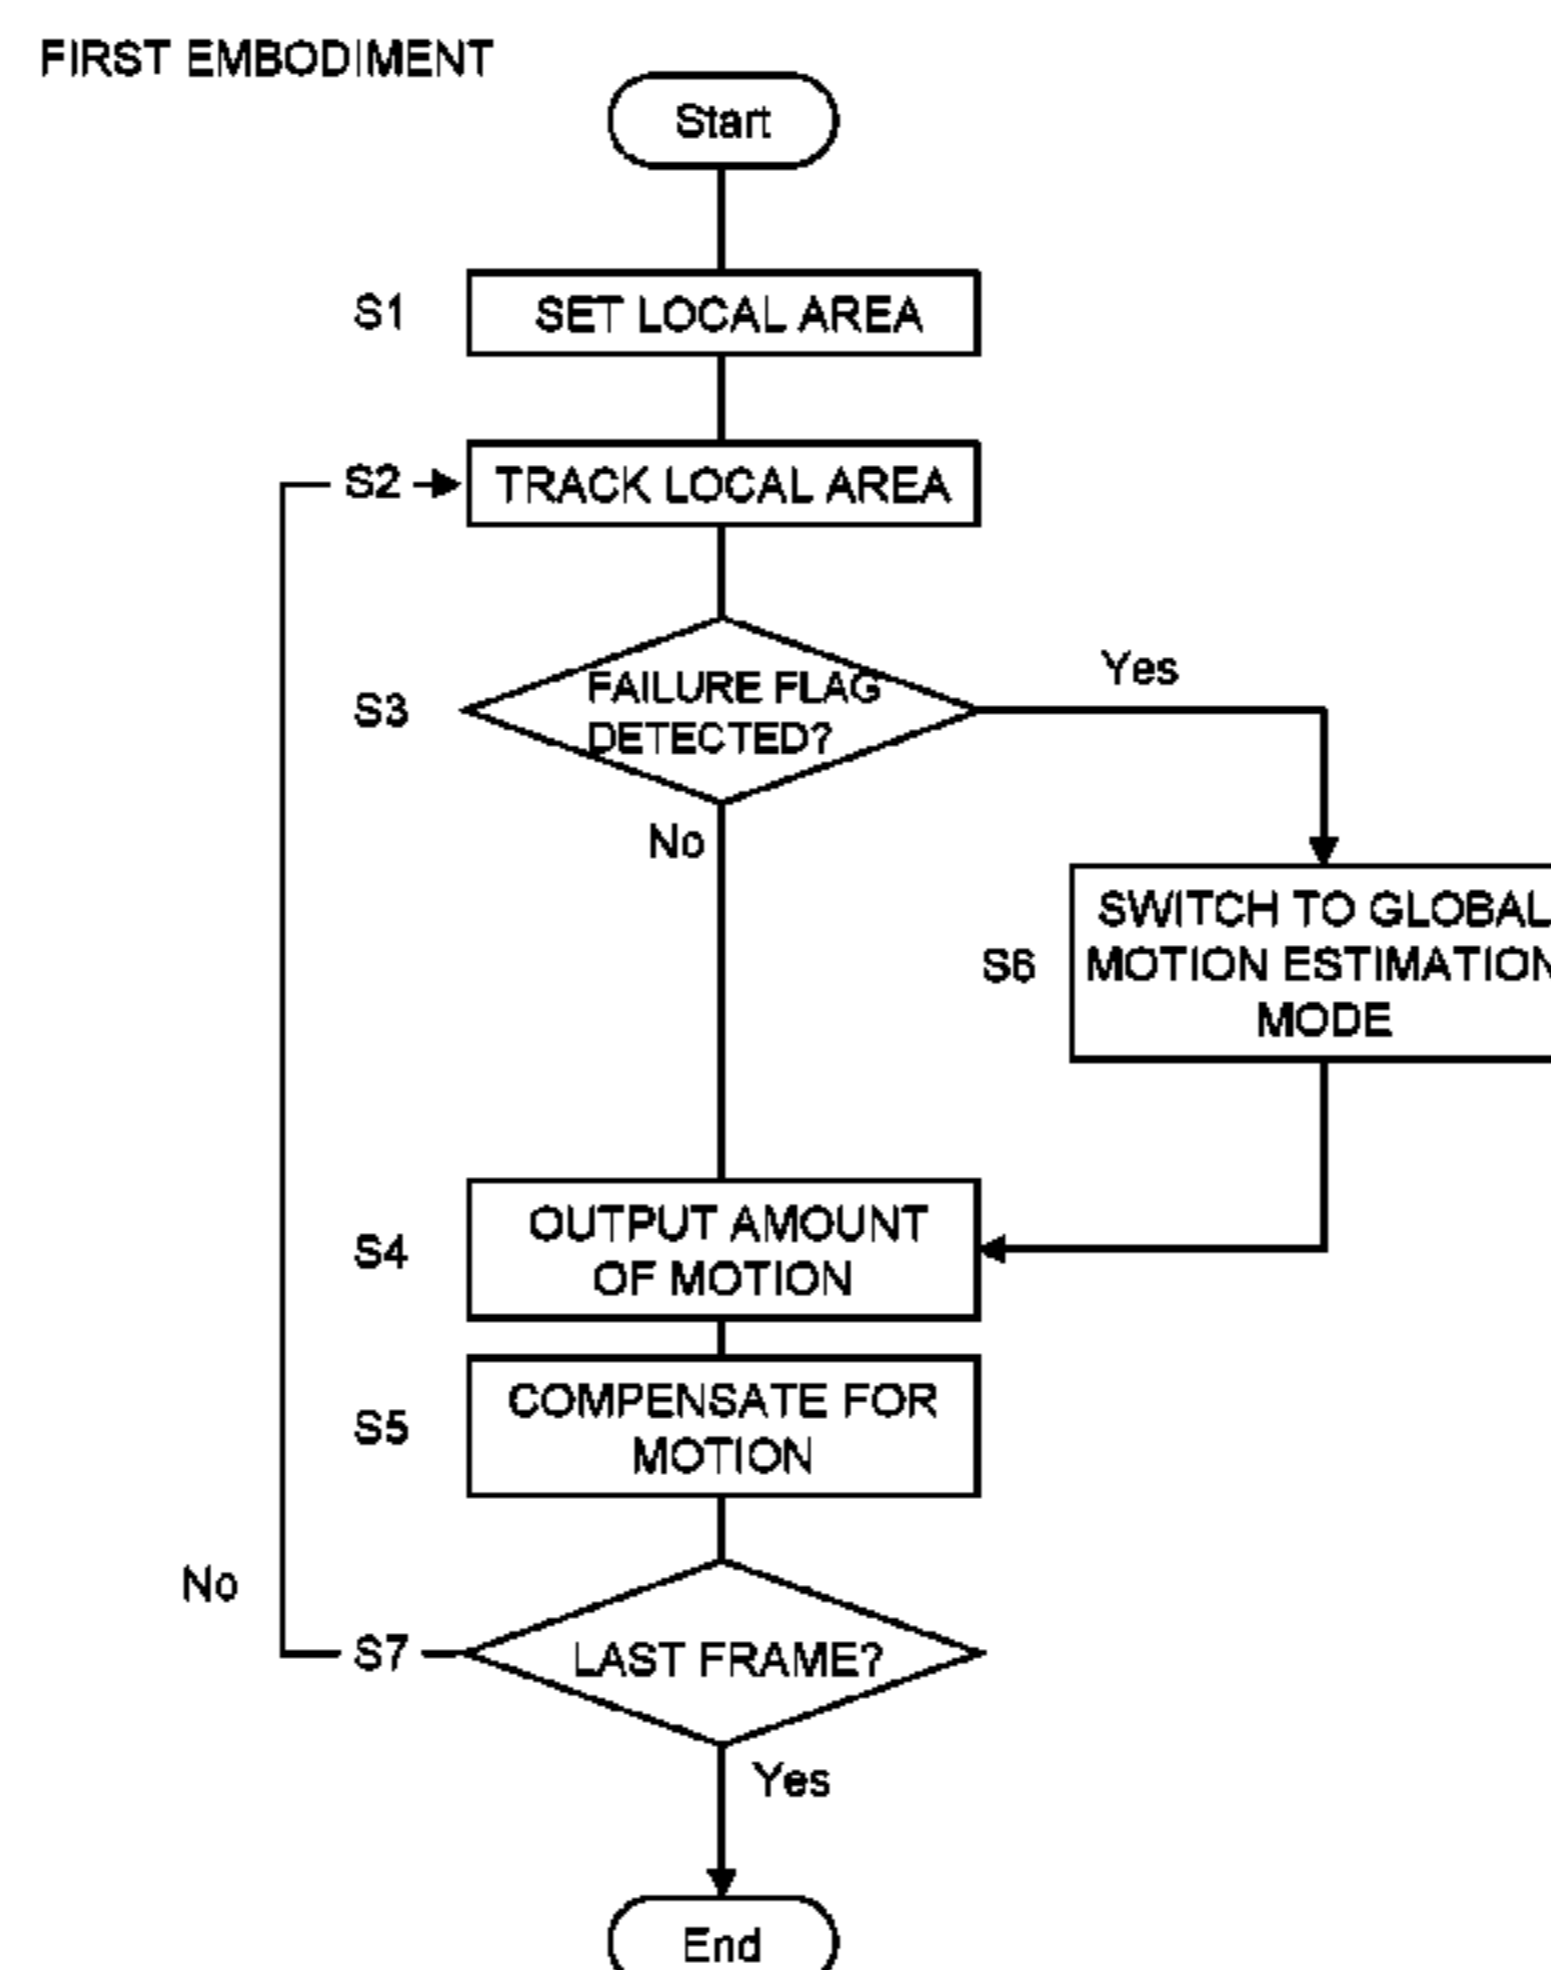 FIRST EMBODIMENT
Start
S1
SET LOCAL AREA
S2
TRACK LOCAL AREA
S3
FAILURE FLAG
DETECTED?
Yes
No
S6
SWITCH TO GLOBAL
MOTION ESTIMATION
MODE
S4
OUTPUT AMOUNT
OF MOTION
S5
COMPENSATE FOR
MOTION
No
S7
LAST FRAME?
Yes
End